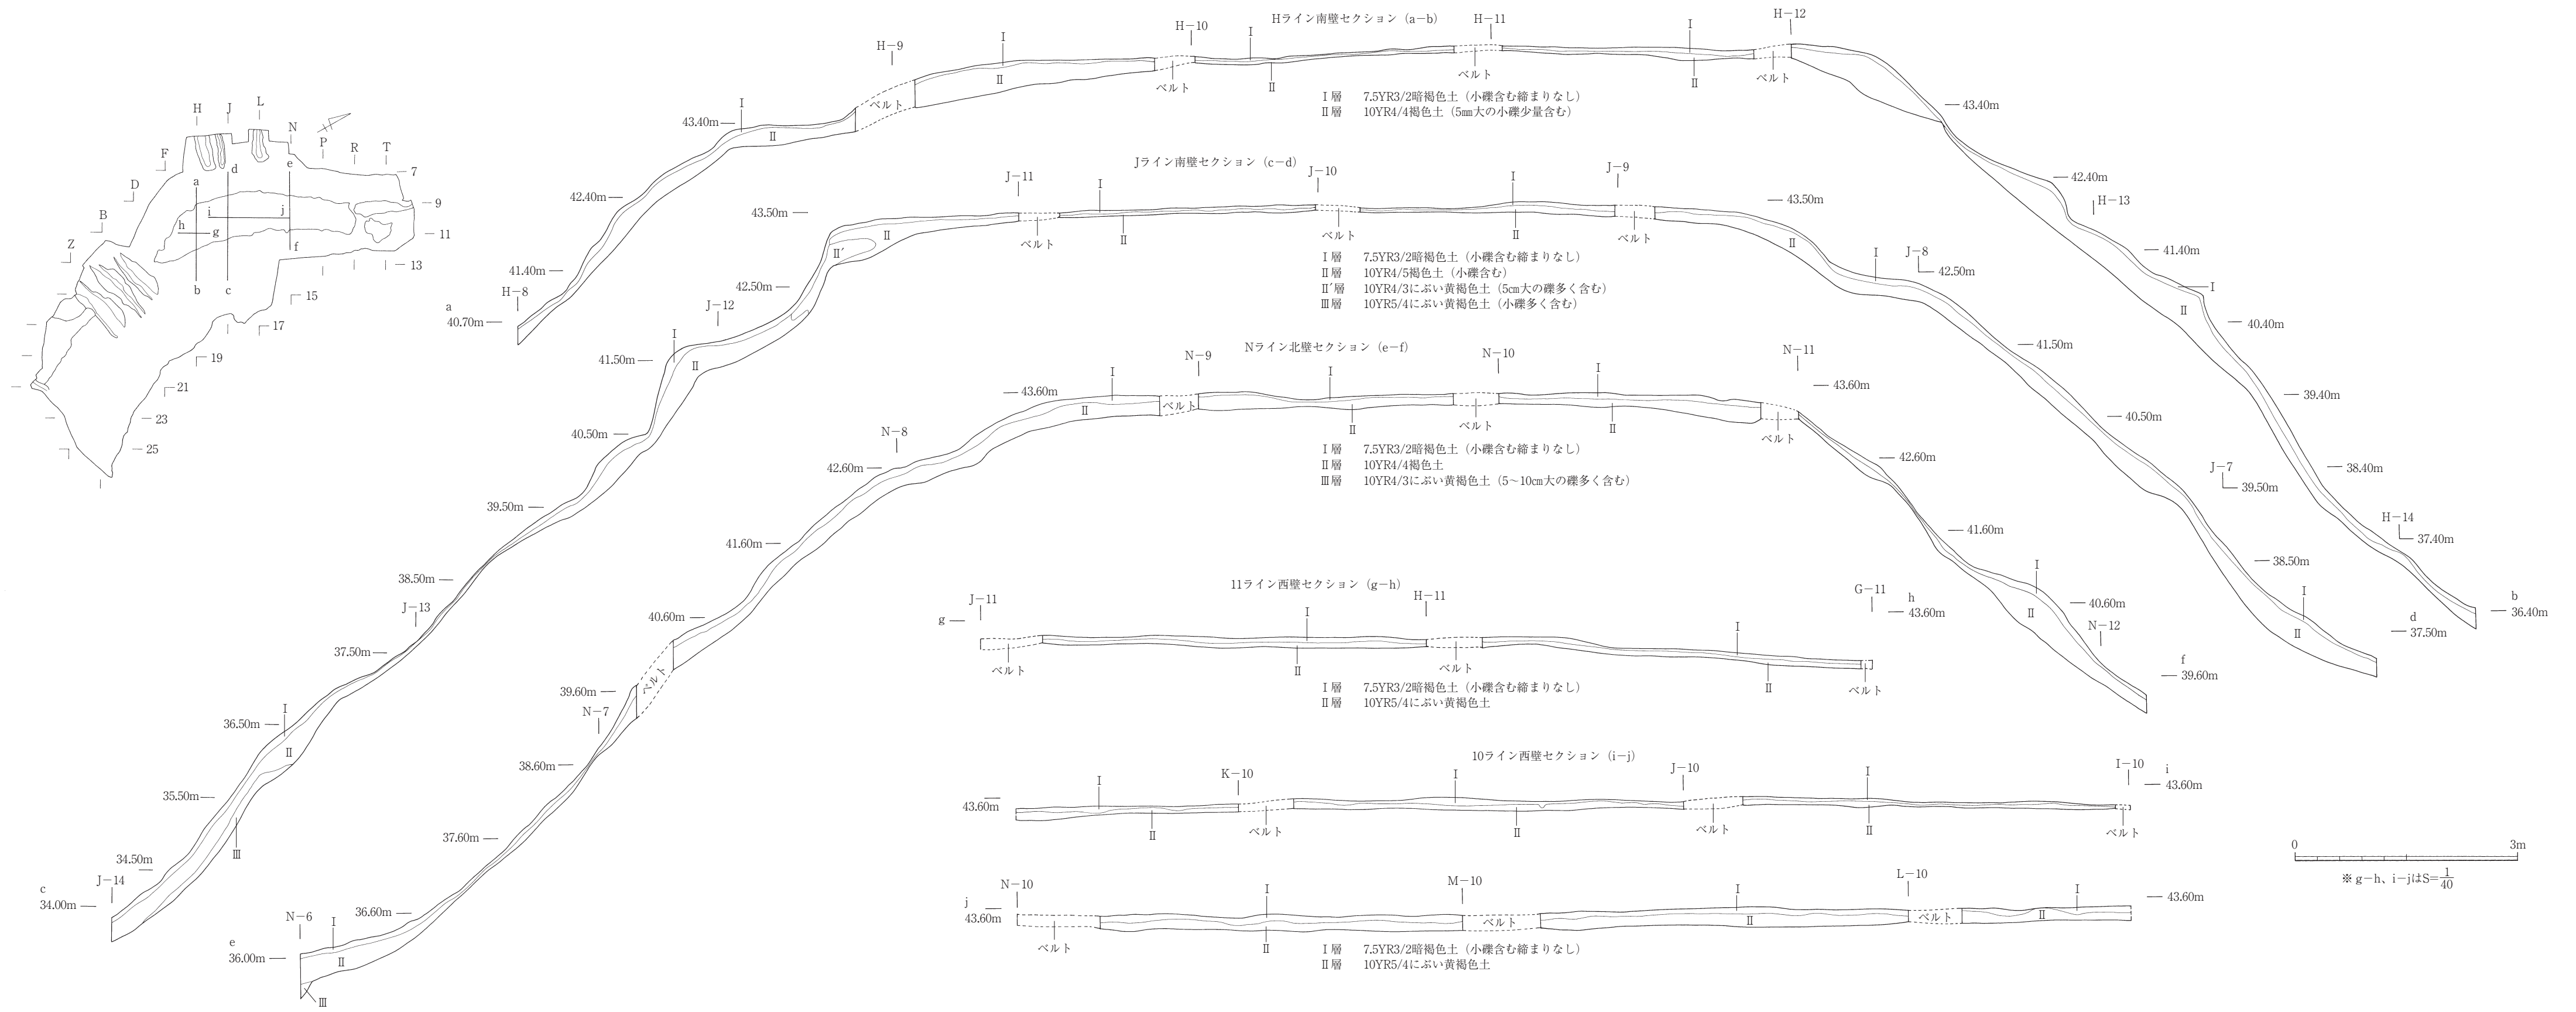 Hライン南壁セクション（a－b）
H－8
H－9
H－10
H－11
H－12
H－13
H－14
a
40.70m
41.40m
42.40m
43.40m
Ⅰ
Ⅱ
ベルト
Ⅰ
Ⅱ
ベルト
Ⅰ
Ⅱ
ベルト
Ⅰ
Ⅱ
ベルト
43.40m
42.40m
41.40m
Ⅰ
Ⅱ
40.40m
39.40m
38.40m
37.40m
b
36.40m
Ⅰ層　7.5YR3/2暗褐色土（小礫含む締まりなし）
Ⅱ層　10YR4/4褐色土（5㎜大の小礫少量含む）
H
J
L
N
P
R
T
F
D
B
Z
7
9
11
13
15
17
19
21
23
25
a
d
e
i
j
h
g
f
b
c
Jライン南壁セクション（c－d）
J－14
J－13
J－12
J－11
J－10
J－9
J－8
J－7
c
34.00m
34.50m
35.50m
36.50m
37.50m
38.50m
39.50m
40.50m
41.50m
42.50m
43.50m
Ⅰ
Ⅱ
Ⅲ
Ⅰ
Ⅱ
Ⅱ´
Ⅱ
ベルト
Ⅰ
Ⅱ
ベルト
Ⅰ
Ⅱ
ベルト
Ⅱ
Ⅰ
43.50m
42.50m
41.50m
40.50m
39.50m
38.50m
Ⅰ
Ⅱ
d
37.50m
Ⅰ層　7.5YR3/2暗褐色土（小礫含む締まりなし）
Ⅱ層　10YR4/5褐色土（小礫含む）
Ⅱ´層　10YR4/3にぶい黄褐色土（5㎝大の礫多く含む）
Ⅲ層　10YR5/4にぶい黄褐色土（小礫多く含む）
Nライン北壁セクション（e－f）
N－6
N－7
N－8
N－9
N－10
N－11
N－12
e
36.00m
36.60m
37.60m
38.60m
39.60m
40.60m
41.60m
42.60m
43.60m
Ⅰ
Ⅱ
Ⅲ
ベルト
Ⅰ
Ⅱ
ベルト
Ⅰ
Ⅱ
ベルト
Ⅰ
Ⅱ
ベルト
43.60m
42.60m
41.60m
40.60m
Ⅰ
Ⅱ
f
39.60m
Ⅰ層　7.5YR3/2暗褐色土（小礫含む締まりなし）
Ⅱ層　10YR4/4褐色土
Ⅲ層　10YR4/3にぶい黄褐色土（5～10㎝大の礫多く含む）
11ライン西壁セクション（g－h）
J－11
H－11
G－11
g
h
43.60m
ベルト
Ⅰ
Ⅱ
ベルト
Ⅰ
Ⅱ
ベルト
Ⅰ層　7.5YR3/2暗褐色土（小礫含む締まりなし）
Ⅱ層　10YR5/4にぶい黄褐色土
10ライン西壁セクション（i－j）
K－10
J－10
I－10
i
43.60m
43.60m
Ⅰ
Ⅱ
ベルト
Ⅰ
Ⅱ
ベルト
Ⅰ
Ⅱ
ベルト
N－10
M－10
L－10
j
43.60m
43.60m
ベルト
Ⅰ
Ⅱ
ベルト
Ⅰ
Ⅱ
ベルト
Ⅱ
Ⅰ
Ⅰ層　7.5YR3/2暗褐色土（小礫含む締まりなし）
Ⅱ層　10YR5/4にぶい黄褐色土
0
3m
※ g－h、i－jはS=1/40